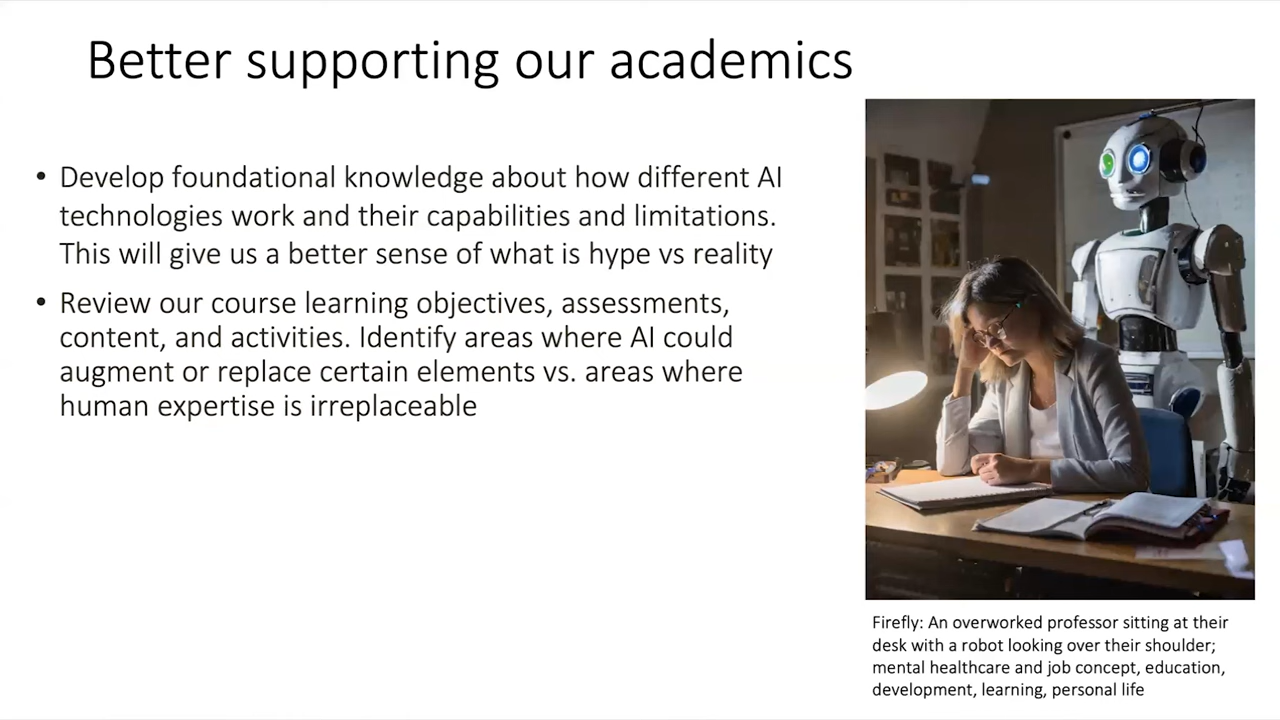 Better supporting our academics
• Develop foundational knowledge about how different AI
technologies work and their capabilities and limitations.
This will give us a better sense of what is hype vs reality
• Review our course learning objectives, assessments,
content, and activities. Identify areas where AI could
augment or replace certain elements vs. areas where
human expertise is irreplaceable
Firefly: An overworked professor sitting at their
desk with a robot looking over their shoulder;
mental healthcare and job concept, education,
development, learning, personal life